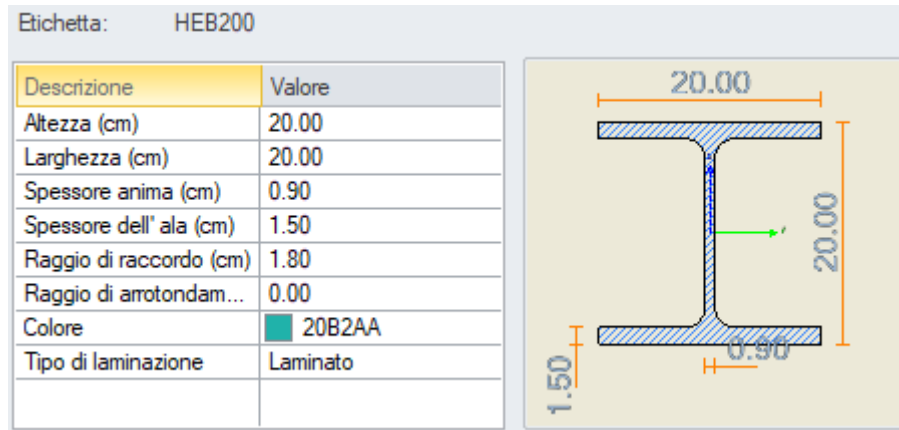 Etichetta: HEB200
Descrizione Valore
Altezza (cm) 20.00
Larghezza (cm) 20.00
Spessore anima (cm) 0.90
Spessore dell' ala (cm) 1.50
Raggio di raccordo (cm) 1.80
Raggio di arrotondam... 0.00
Colore 20B2AA
Tipo di laminazione Laminato
20.00
20.00
0.90
1.50